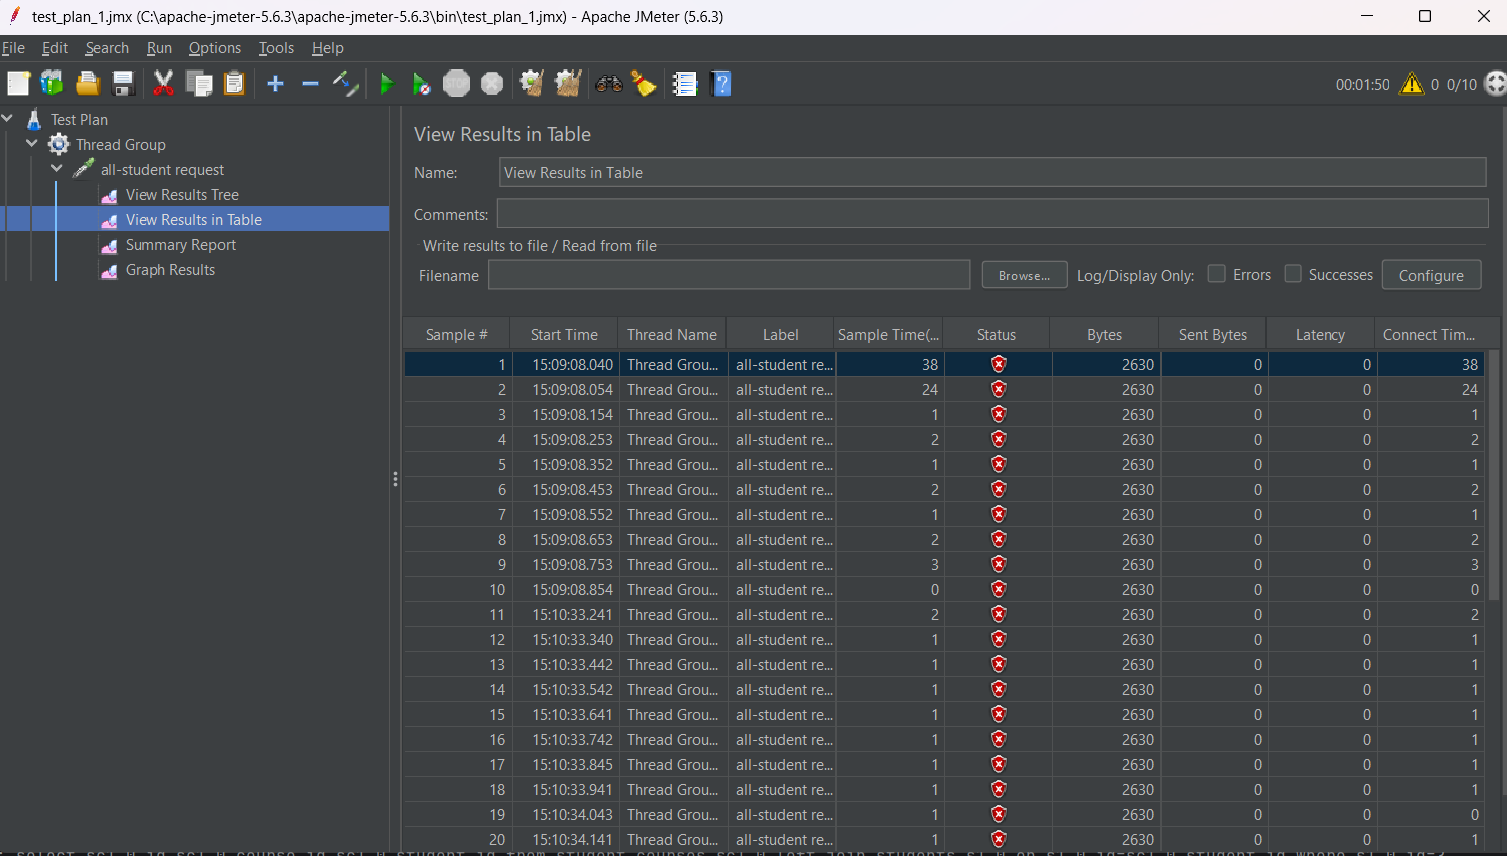 test_plan_1.jmx (C:\apache-jmeter-5.6.3\apache-jmeter-5.6.3\bin\test_plan_1.jmx) - Apache JMeter (5.6.3)
File Edit Search Run Options Tools Help
STOP
00:01:50 0 0/10
Test Plan
Thread Group
all-student request
View Results Tree
View Results in Table
Summary Report
Graph Results
View Results in Table
Name: View Results in Table
Comments:
Write results to file / Read from file
Filename Browse... Log/Display Only: Errors Successes Configure
Sample # Start Time Thread Name Label Sample Time(... Status Bytes Sent Bytes Latency Connect Tim...
1 15:09:08.040 Thread Grou... all-student re... 38 2630 0 0 38
2 15:09:08.054 Thread Grou... all-student re... 24 2630 0 0 24
3 15:09:08.154 Thread Grou... all-student re... 1 2630 0 0 1
4 15:09:08.253 Thread Grou... all-student re... 2 2630 0 0 2
5 15:09:08.352 Thread Grou... all-student re... 1 2630 0 0 1
6 15:09:08.453 Thread Grou... all-student re... 2 2630 0 0 2
7 15:09:08.552 Thread Grou... all-student re... 1 2630 0 0 1
8 15:09:08.653 Thread Grou... all-student re... 2 2630 0 0 2
9 15:09:08.753 Thread Grou... all-student re... 3 2630 0 0 3
10 15:09:08.854 Thread Grou... all-student re... 0 2630 0 0 0
11 15:10:33.241 Thread Grou... all-student re... 2 2630 0 0 2
12 15:10:33.340 Thread Grou... all-student re... 1 2630 0 0 1
13 15:10:33.442 Thread Grou... all-student re... 1 2630 0 0 1
14 15:10:33.542 Thread Grou... all-student re... 1 2630 0 0 1
15 15:10:33.641 Thread Grou... all-student re... 1 2630 0 0 1
16 15:10:33.742 Thread Grou... all-student re... 1 2630 0 0 1
17 15:10:33.845 Thread Grou... all-student re... 1 2630 0 0 1
18 15:10:33.941 Thread Grou... all-student re... 1 2630 0 0 1
19 15:10:34.043 Thread Grou... all-student re... 1 2630 0 0 0
20 15:10:34.141 Thread Grou... all-student re... 1 2630 0 0 1